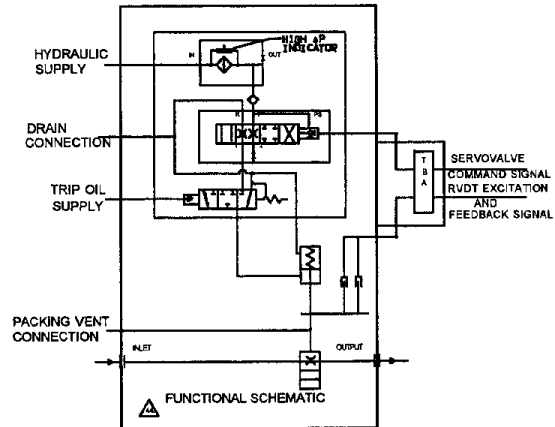 HIGH ΔP
INDICATOR
IN
OUT
HYDRAULIC
SUPPLY
DRAIN
CONNECTION
TRIP OIL
SUPPLY
T
B
A
SERVOVALVE
COMMAND SIGNAL
RVDT EXCITATION
AND
FEEDBACK SIGNAL
PACKING VENT
CONNECTION
INLET
OUTPUT
FUNCTIONAL SCHEMATIC